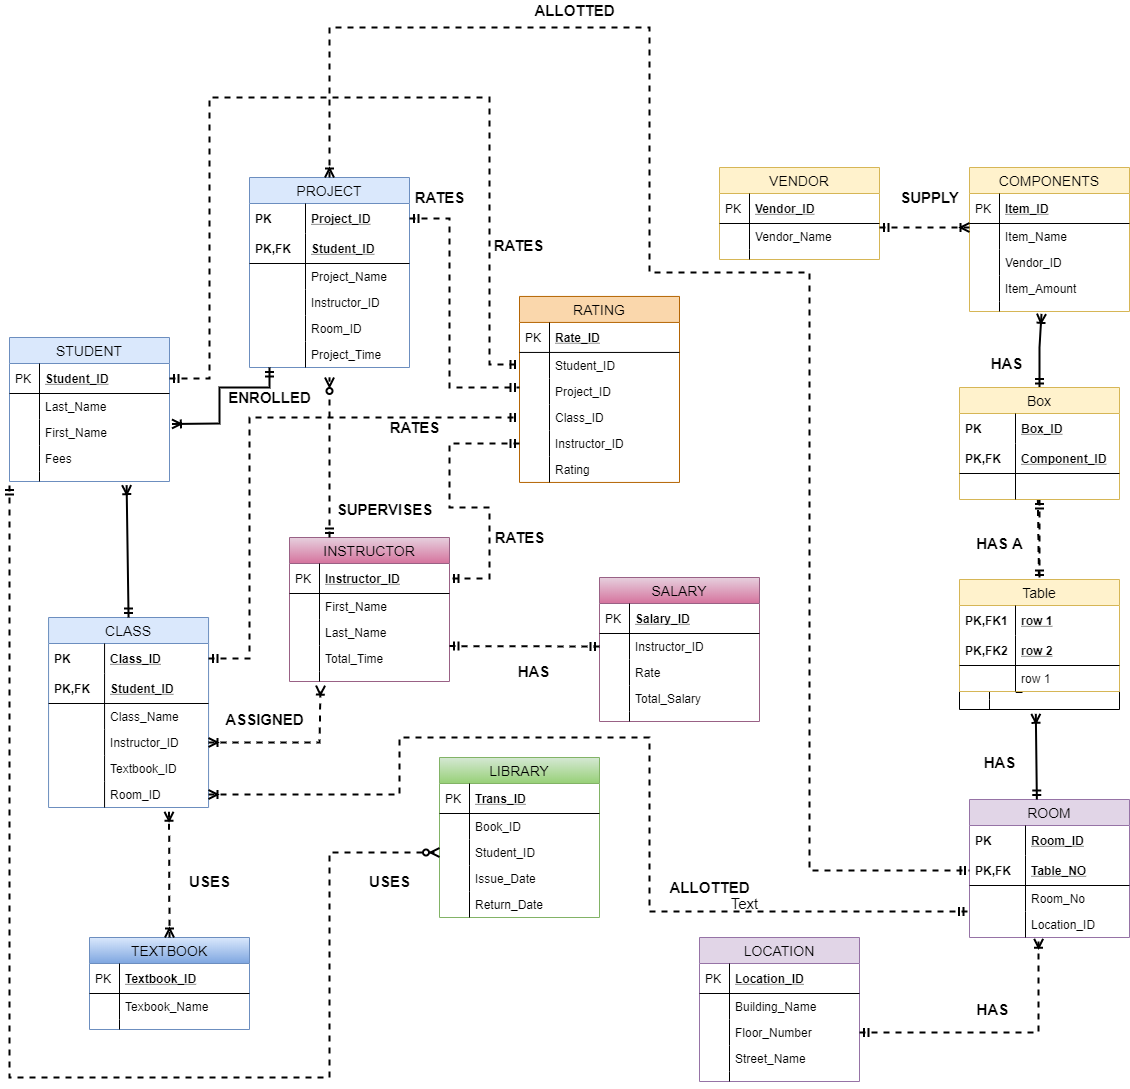 ALLOTTED
PROJECT
PK Project_ID
PK,FK Student_ID
Project_Name
Instructor_ID
Room_ID
Project_Time
RATES
RATES
VENDOR
PK Vendor_ID
Vendor_Name
SUPPLY
COMPONENTS
PK Item_ID
Item_Name
Vendor_ID
Item_Amount
RATING
PK Rate_ID
Student_ID
Project_ID
Class_ID
Instructor_ID
Rating
STUDENT
PK Student_ID
Last_Name
First_Name
Fees
ENROLLED
RATES
HAS
Box
PK Box_ID
PK,FK Component_ID
SUPERVISES
RATES
HAS A
INSTRUCTOR
PK Instructor_ID
First_Name
Last_Name
Total_Time
SALARY
PK Salary_ID
Instructor_ID
Rate
Total_Salary
HAS
Table
PK,FK1 row 1
PK,FK2 row 2
row 1
CLASS
PK Class_ID
PK,FK Student_ID
Class_Name
Instructor_ID
Textbook_ID
Room_ID
ASSIGNED
HAS
LIBRARY
PK Trans_ID
Book_ID
Student_ID
Issue_Date
Return_Date
ROOM
PK Room_ID
PK,FK Table_NO
Room_No
Location_ID
USES
USES
ALLOTTED
Text
TEXTBOOK
PK Textbook_ID
Texbook_Name
LOCATION
PK Location_ID
Building_Name
Floor_Number
Street_Name
HAS